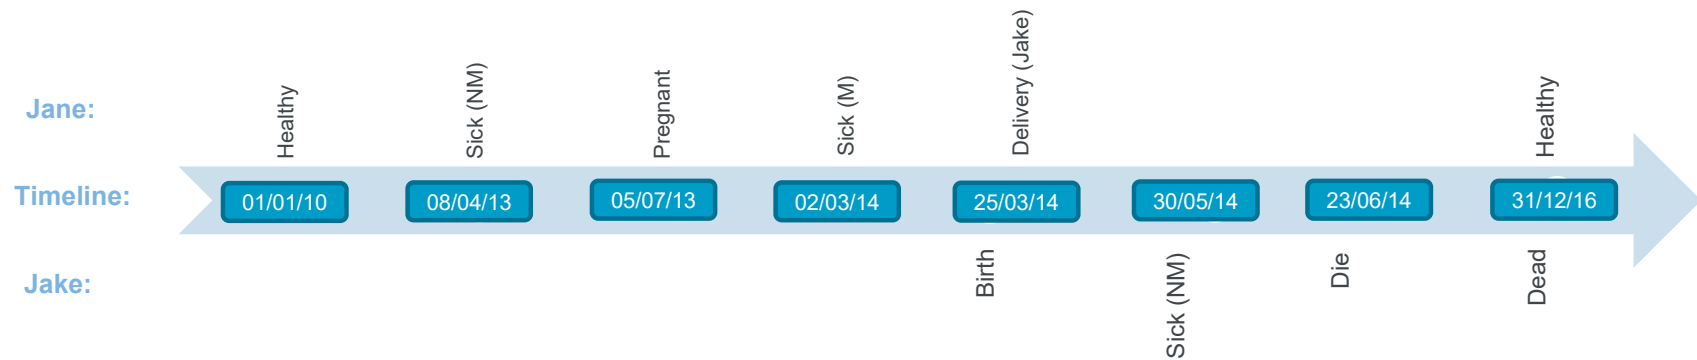 Jane:
Healthy
Sick (NM)
Pregnant
Sick (M)
Delivery (Jake)
Healthy
Timeline:
01/01/10
08/04/13
05/07/13
02/03/14
25/03/14
30/05/14
23/06/14
31/12/16
Jake:
Birth
Sick (NM)
Die
Dead